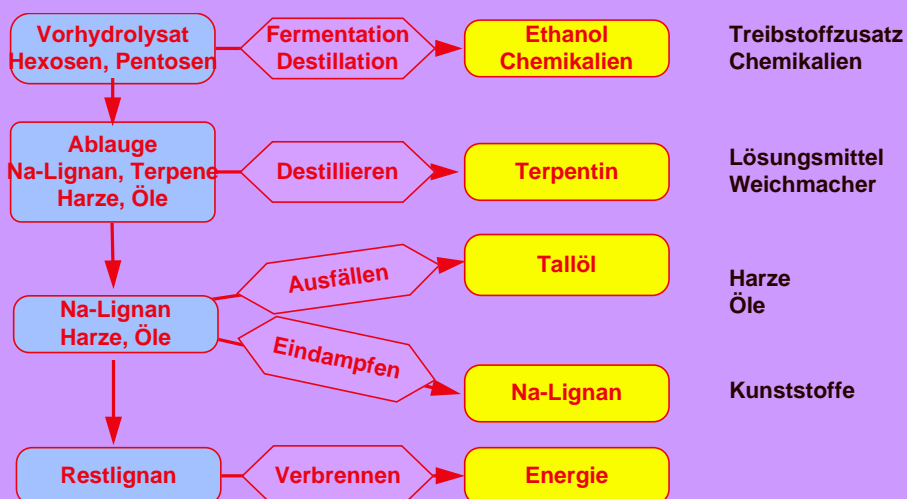 Vorhydrolysat
Hexosen, Pentosen
Fermentation
Destillation
Ethanol
Chemikalien
Treibstoffzusatz
Chemikalien
Ablauge
Na-Lignan, Terpene
Harze, Öle
Destillieren
Terpentin
Lösungsmittel
Weichmacher
Na-Lignan
Harze, Öle
Ausfällen
Tallöl
Harze
Öle
Eindampfen
Na-Lignan
Kunststoffe
Restlignan
Verbrennen
Energie